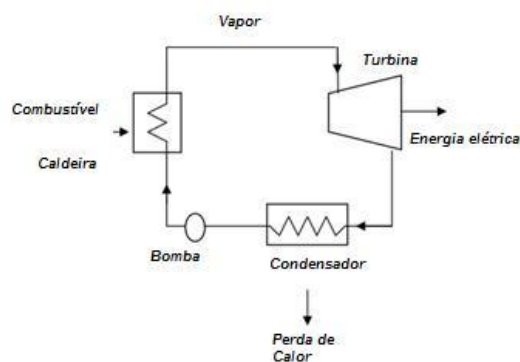 Vapor
Turbina
Combustível
Energia elétrica
Caldeira
Bomba
Condensador
Perda de
Calor